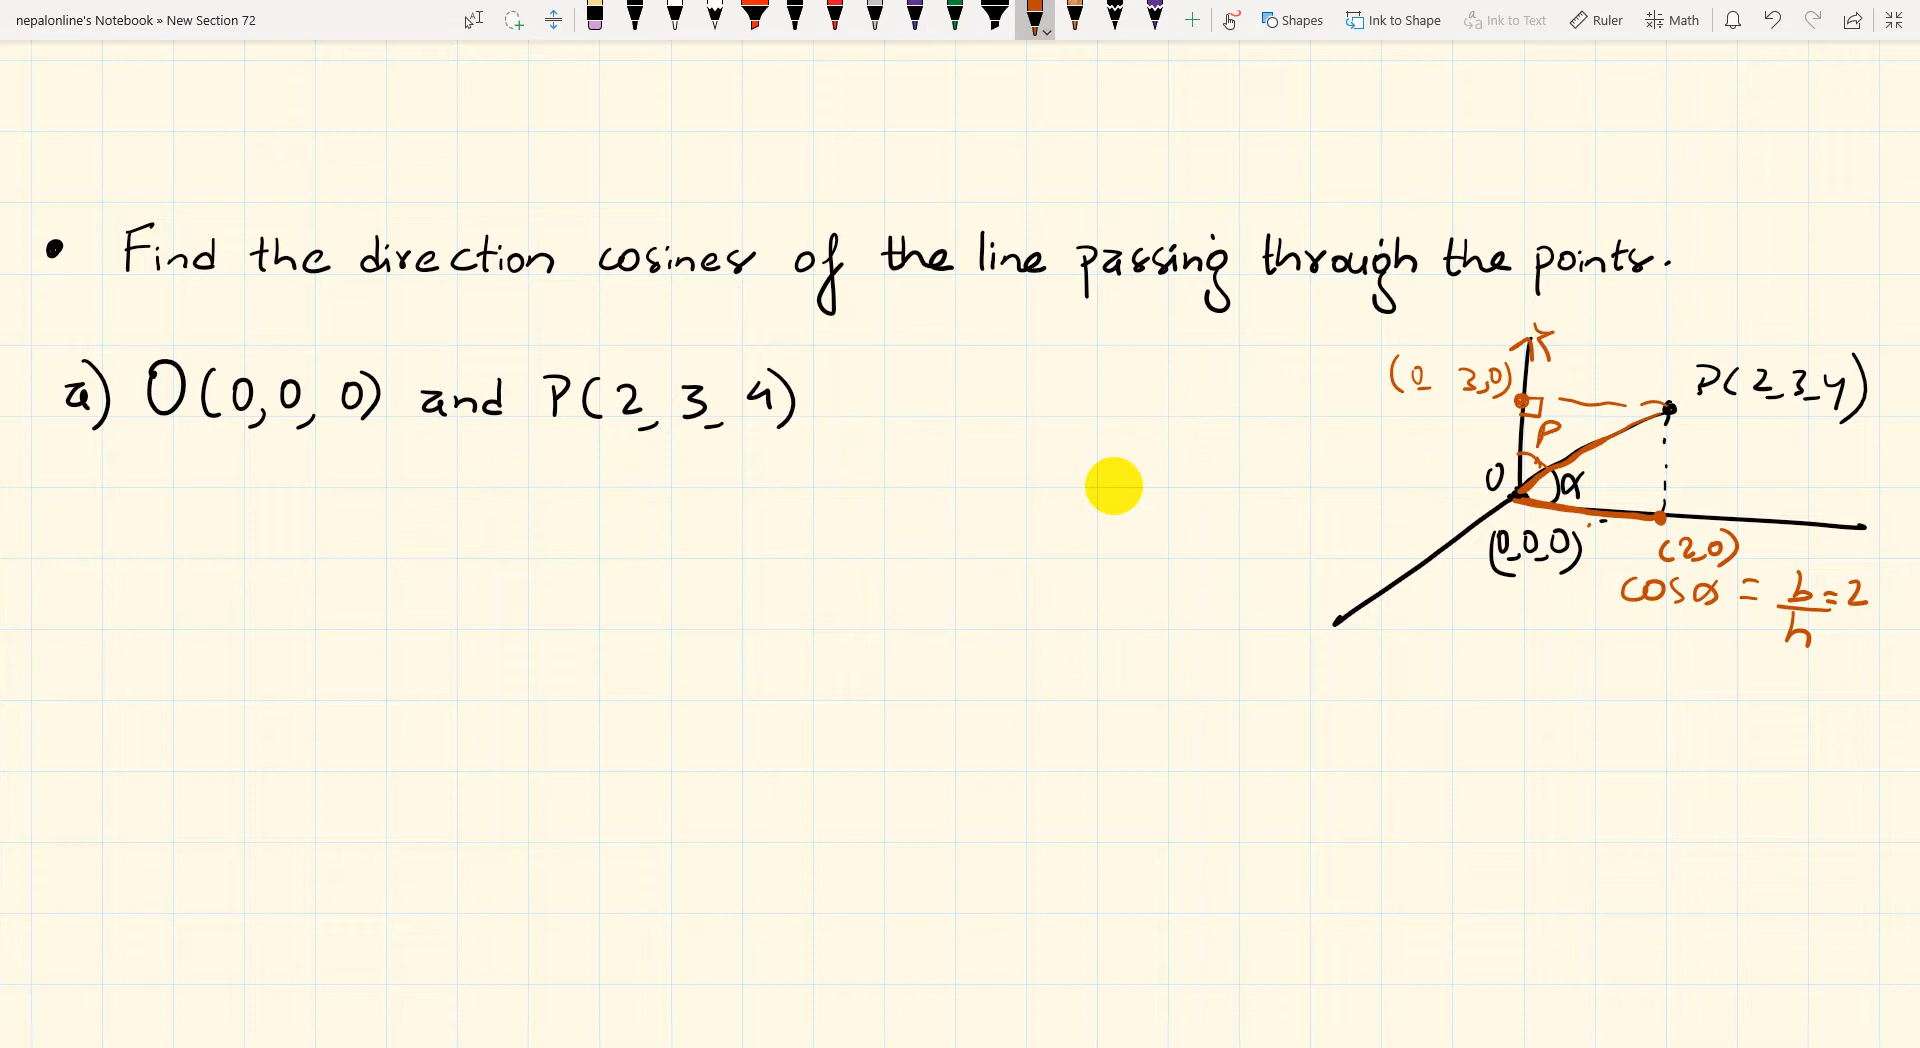 nepalonline's Notebook » New Section 72
Shapes
Ink to Shape
Ink to Text
Ruler
Math
• Find the direction cosines of the line passing through the points.
a) O(0,0,0) and P(2,3,4)
Y
(0, 3,0)
P(2,3,4)
P
O
α
(0,0,0)
(2,0)
cosα = b/h = 2